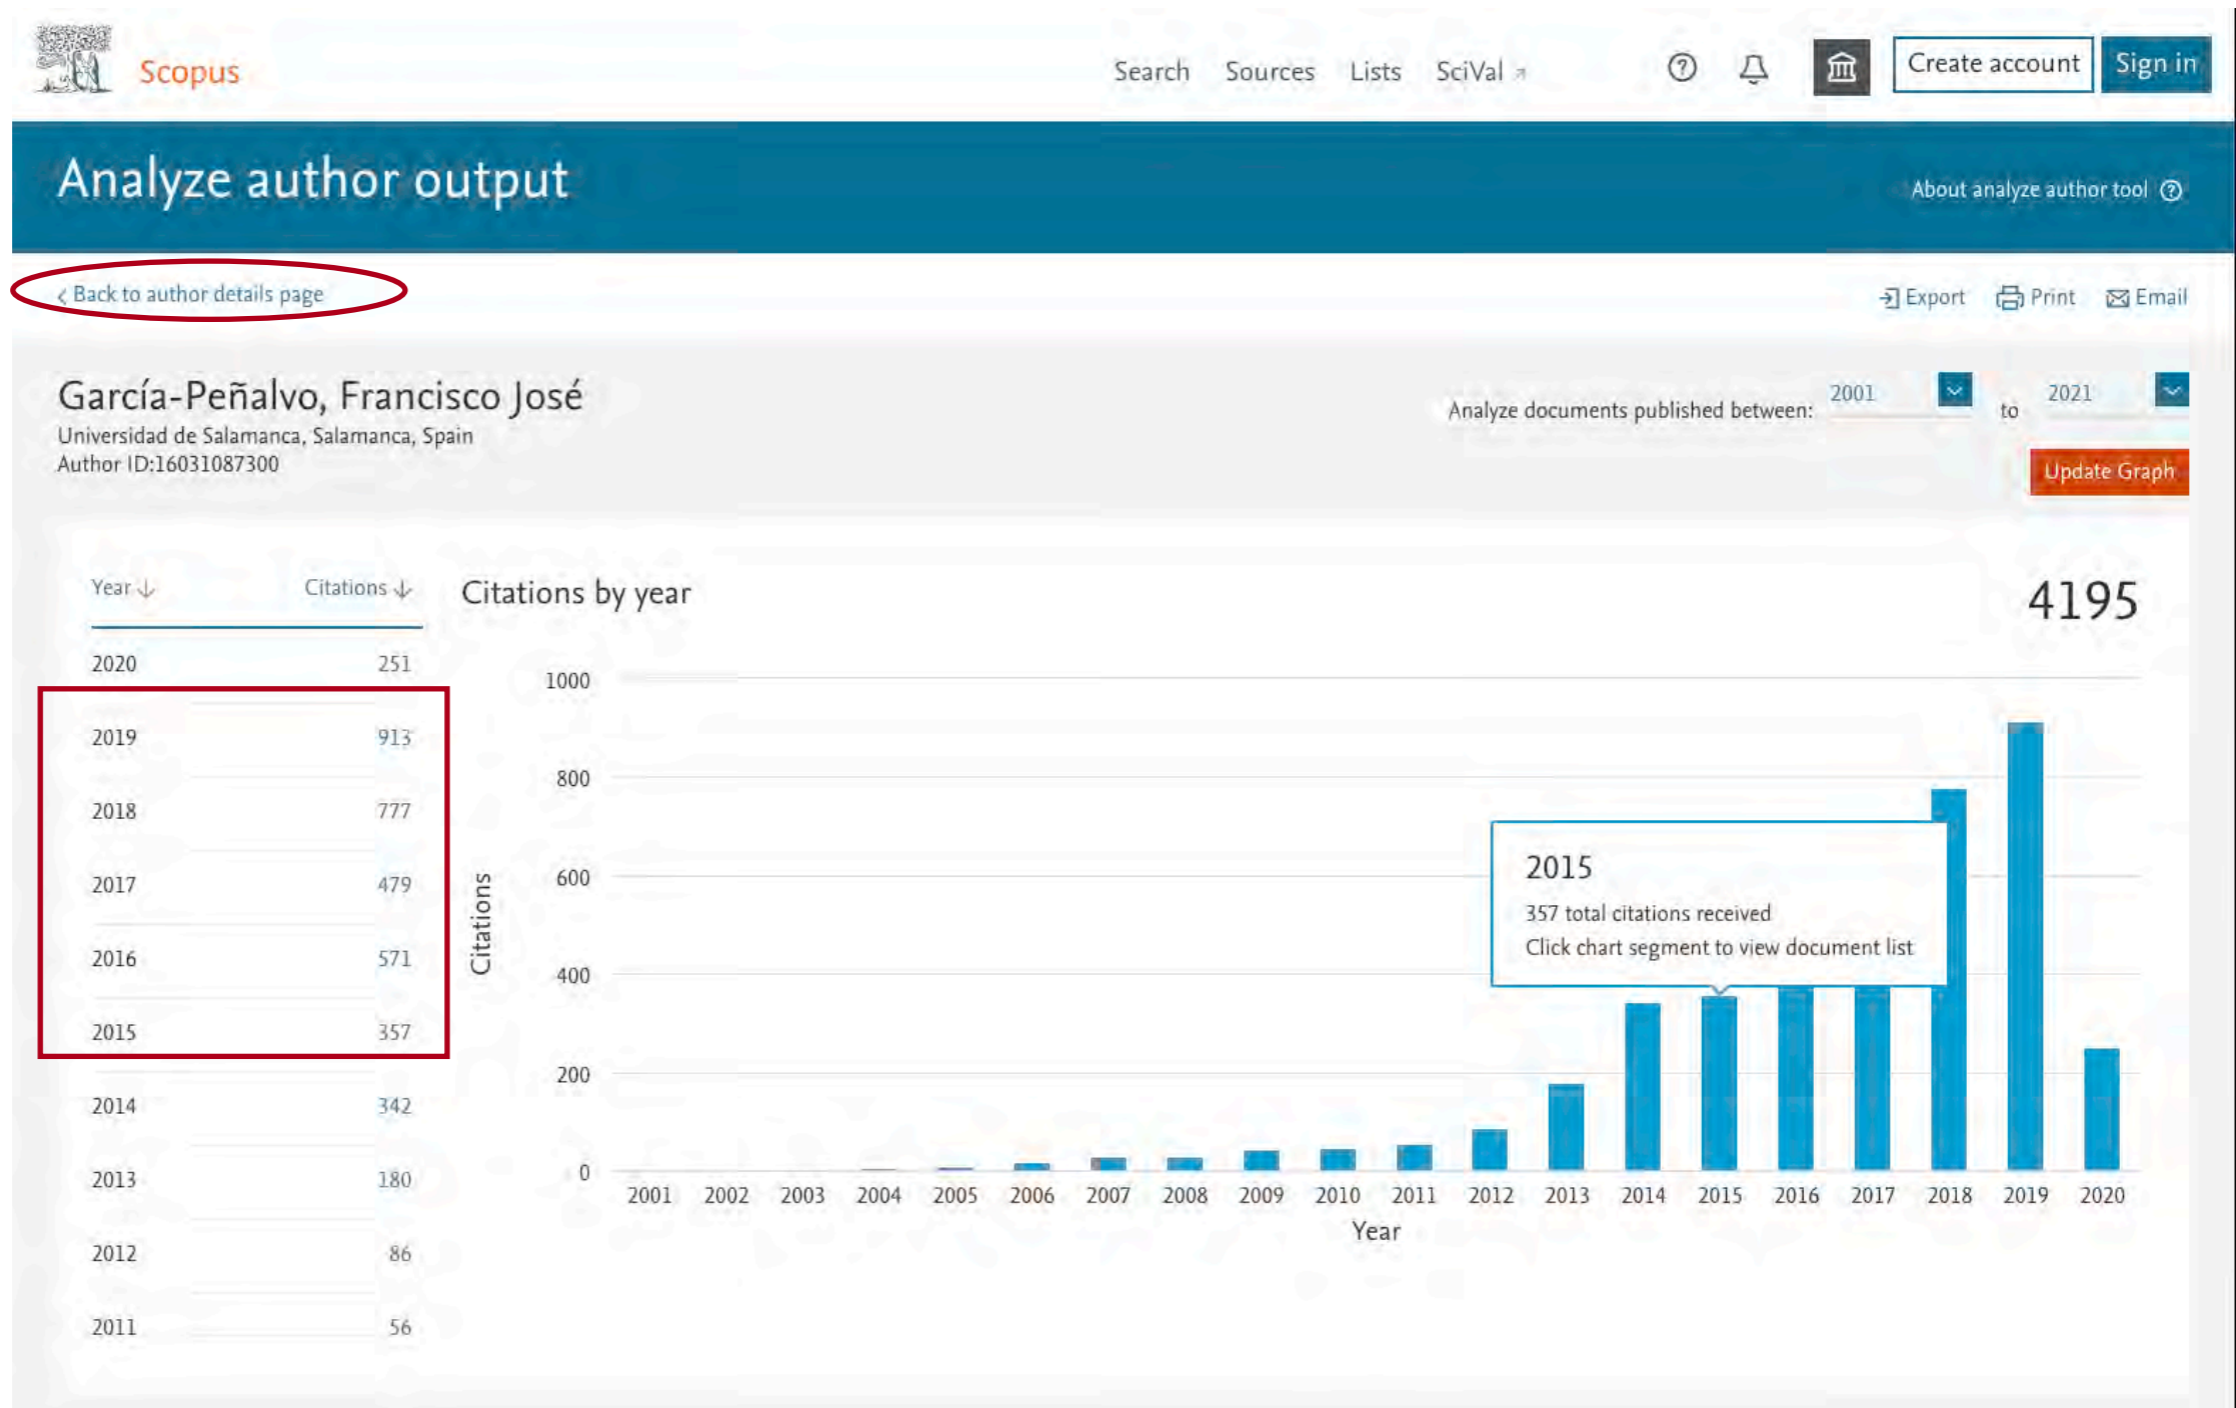 Scopus
Search Sources Lists SciVal
Create account Sign in
Analyze author output
About analyze author tool
Back to author details page
Export Print Email
García-Peñalvo, Francisco José
Universidad de Salamanca, Salamanca, Spain
Author ID:16031087300
Analyze documents published between: 2001 to 2021
Update Graph
Year Citations
2020 251
2019 913
2018 777
2017 479
2016 571
2015 357
2014 342
2013 180
2012 86
2011 56
Citations by year
4195
1000
800
600
400
200
0
Citations
2015
357 total citations received
Click chart segment to view document list
2001 2002 2003 2004 2005 2006 2007 2008 2009 2010 2011 2012 2013 2014 2015 2016 2017 2018 2019 2020
Year